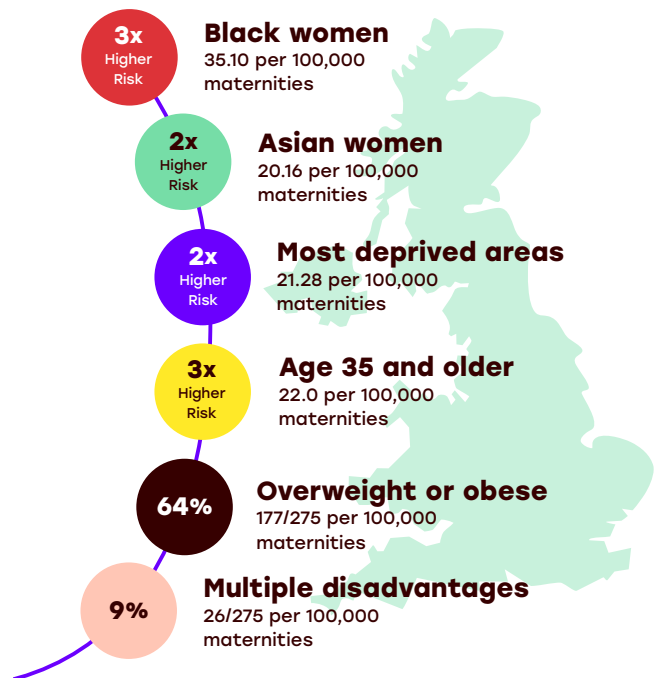 3x
Higher
Risk
Black women
35.10 per 100,000
maternities
2x
Higher
Risk
Asian women
20.16 per 100,000
maternities
2x
Higher
Risk
Most deprived areas
21.28 per 100,000
maternities
3x
Higher
Risk
Age 35 and older
22.0 per 100,000
maternities
64%
Overweight or obese
177/275 per 100,000
maternities
9%
Multiple disadvantages
26/275 per 100,000
maternities